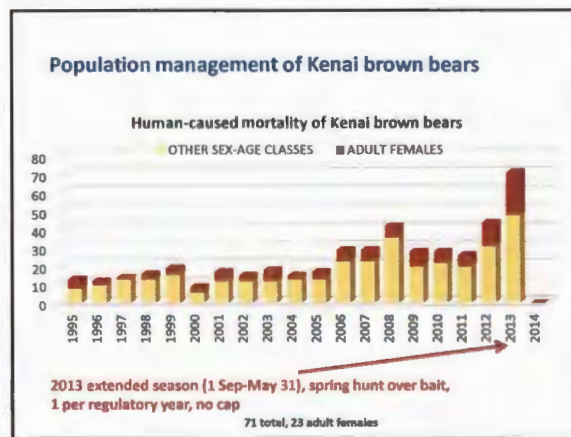 Population management of Kenai brown bears
Human-caused mortality of Kenai brown bears
OTHER SEX-AGE CLASSES ADULT FEMALES
80
70
60
50
40
30
20
10
0
1995 1996 1997 1998 1999 2000 2001 2002 2003 2004 2005 2006 2007 2008 2009 2010 2011 2012 2013 2014
2013 extended season (1 Sep-May 31), spring hunt over bait,
1 per regulatory year, no cap
71 total, 23 adult females